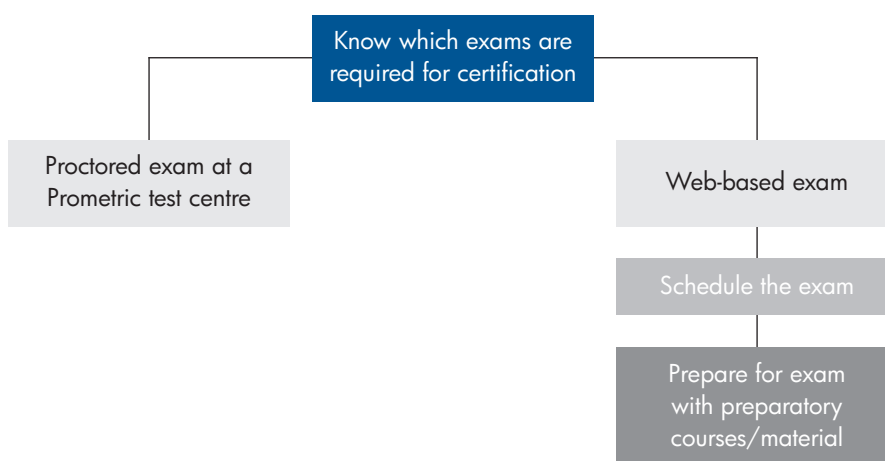 Know which exams are
required for certification
Proctored exam at a
Prometric test centre
Web-based exam
Schedule the exam
Prepare for exam
with preparatory
courses/material